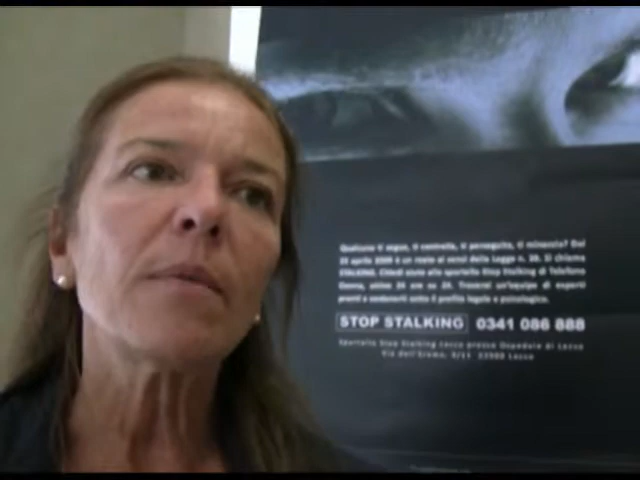 Qualcuno ti segue, ti controlla, ti perseguita, ti minaccia? Dal
23 aprile 2009 è un reato ai sensi della Legge n. 38. Si chiama
STALKING. Chiedi aiuto allo sportello Stop Stalking di Telefono
Donna, attivo 24 ore su 24. Troverai un'equipe di esperti
pronti a sostenerti sotto il profilo legale e psicologico.
STOP STALKING 0341 086 888
Sportello Stop Stalking Lecco presso Ospedale di Lecco
Via dell'Eremo, 9/11 23900 Lecco